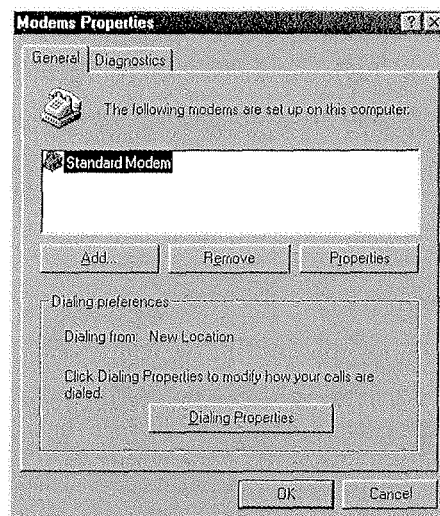 Modems Properties ? ×
General Diagnostics
The following modems are set up on this computer:
Standard Modem
Add... Remove Properties
Dialing preferences
Dialing from: New Location
Click Dialing Properties to modify how your calls are
dialed.
Dialing Properties
OK Cancel